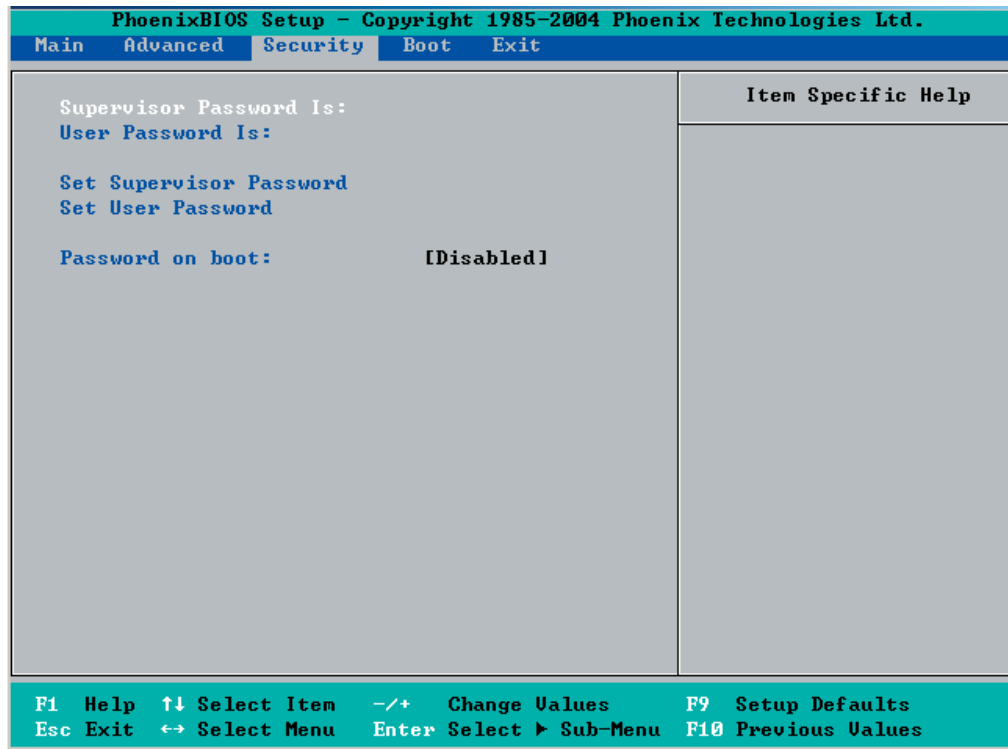 PhoenixBIOS Setup - Copyright 1985-2004 Phoenix Technologies Ltd.
Main Advanced Security Boot Exit
Item Specific Help
Supervisor Password Is:
User Password Is:
Set Supervisor Password
Set User Password
Password on boot: [Disabled]
F1 Help ↑↓ Select Item -/+ Change Values F9 Setup Defaults
Esc Exit ↔ Select Menu Enter Select ▶ Sub-Menu F10 Previous Values